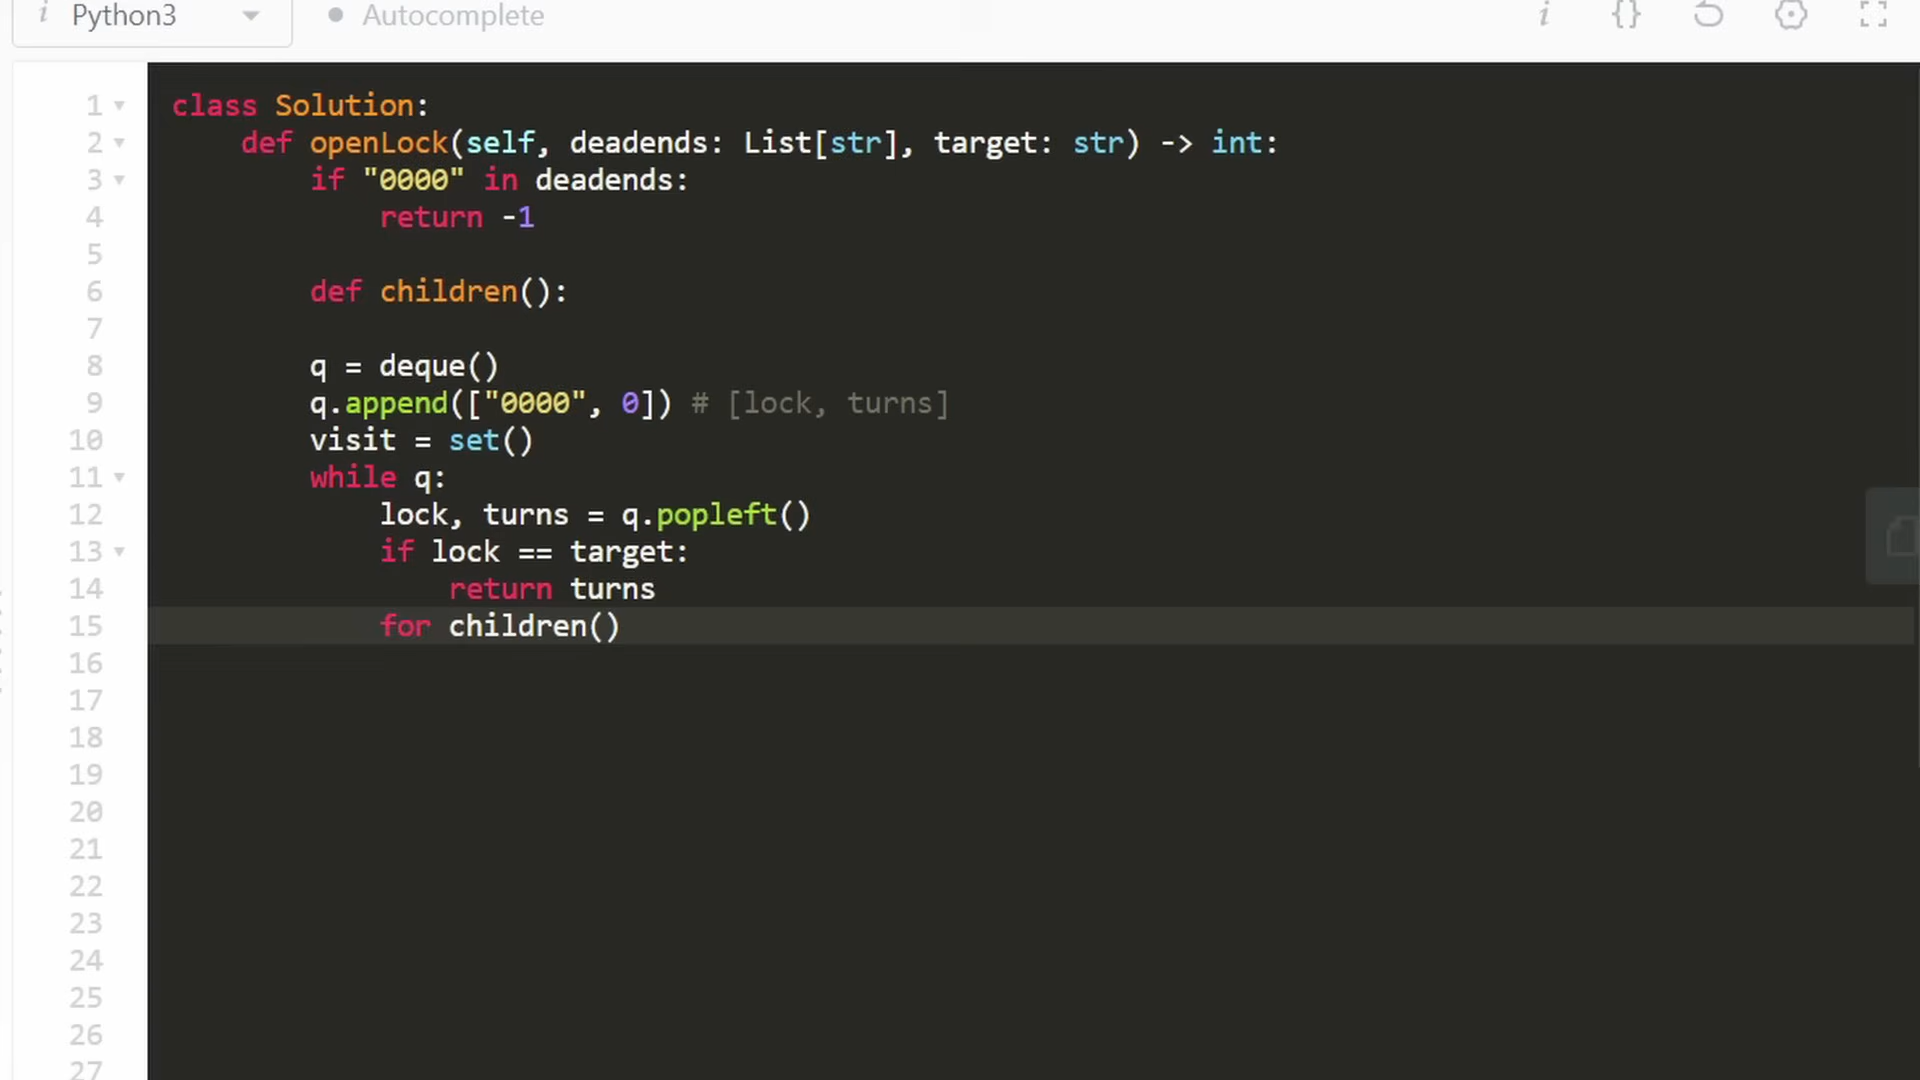 i Python3 Autocomplete i {}
1 class Solution:
2 def openLock(self, deadends: List[str], target: str) -> int:
3 if "0000" in deadends:
4 return -1
5
6 def children():
7
8 q = deque()
9 q.append(["0000", 0]) # [lock, turns]
10 visit = set()
11 while q:
12 lock, turns = q.popleft()
13 if lock == target:
14 return turns
15 for children()
16
17
18
19
20
21
22
23
24
25
26
27